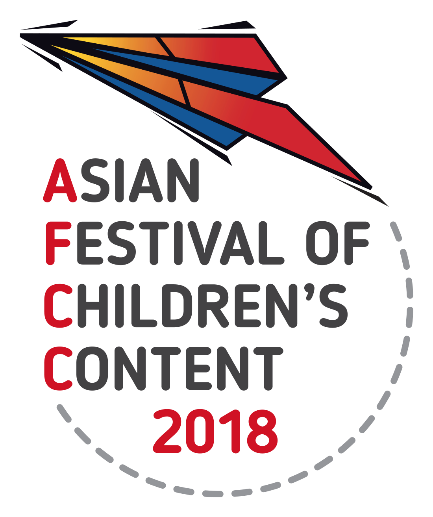 ASIAN
FESTIVAL OF
CHILDREN’S
CONTENT
2018